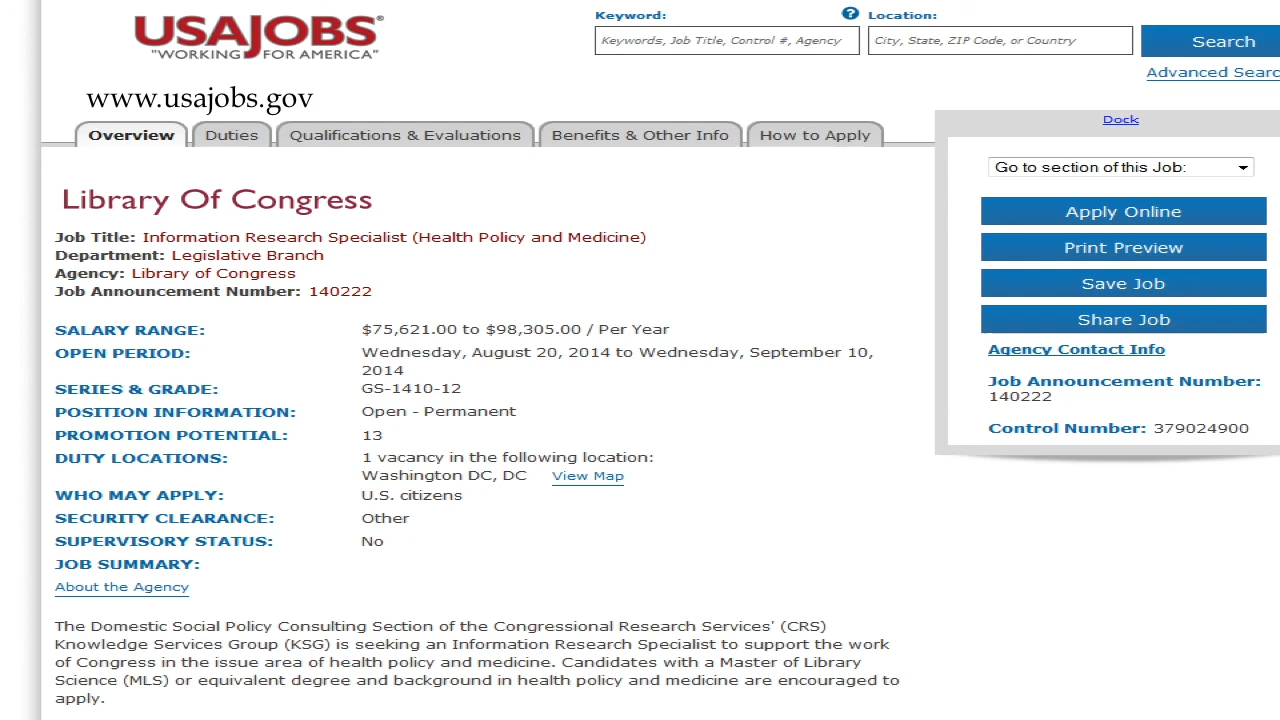 USAJOBS®
"WORKING FOR AMERICA"
Keyword: ? Location:
Keywords, Job Title, Control #, Agency City, State, ZIP Code, or Country Search
Advanced Searc
www.usajobs.gov
Overview Duties Qualifications & Evaluations Benefits & Other Info How to Apply
Library Of Congress
Job Title: Information Research Specialist (Health Policy and Medicine)
Department: Legislative Branch
Agency: Library of Congress
Job Announcement Number: 140222
SALARY RANGE: $75,621.00 to $98,305.00 / Per Year
OPEN PERIOD: Wednesday, August 20, 2014 to Wednesday, September 10,
2014
SERIES & GRADE: GS-1410-12
POSITION INFORMATION: Open - Permanent
PROMOTION POTENTIAL: 13
DUTY LOCATIONS: 1 vacancy in the following location:
Washington DC, DC View Map
WHO MAY APPLY: U.S. citizens
SECURITY CLEARANCE: Other
SUPERVISORY STATUS: No
JOB SUMMARY:
About the Agency
The Domestic Social Policy Consulting Section of the Congressional Research Services' (CRS)
Knowledge Services Group (KSG) is seeking an Information Research Specialist to support the work
of Congress in the issue area of health policy and medicine. Candidates with a Master of Library
Science (MLS) or equivalent degree and background in health policy and medicine are encouraged to
apply.
Dock
Go to section of this Job:
Apply Online
Print Preview
Save Job
Share Job
Agency Contact Info
Job Announcement Number:
140222
Control Number: 379024900